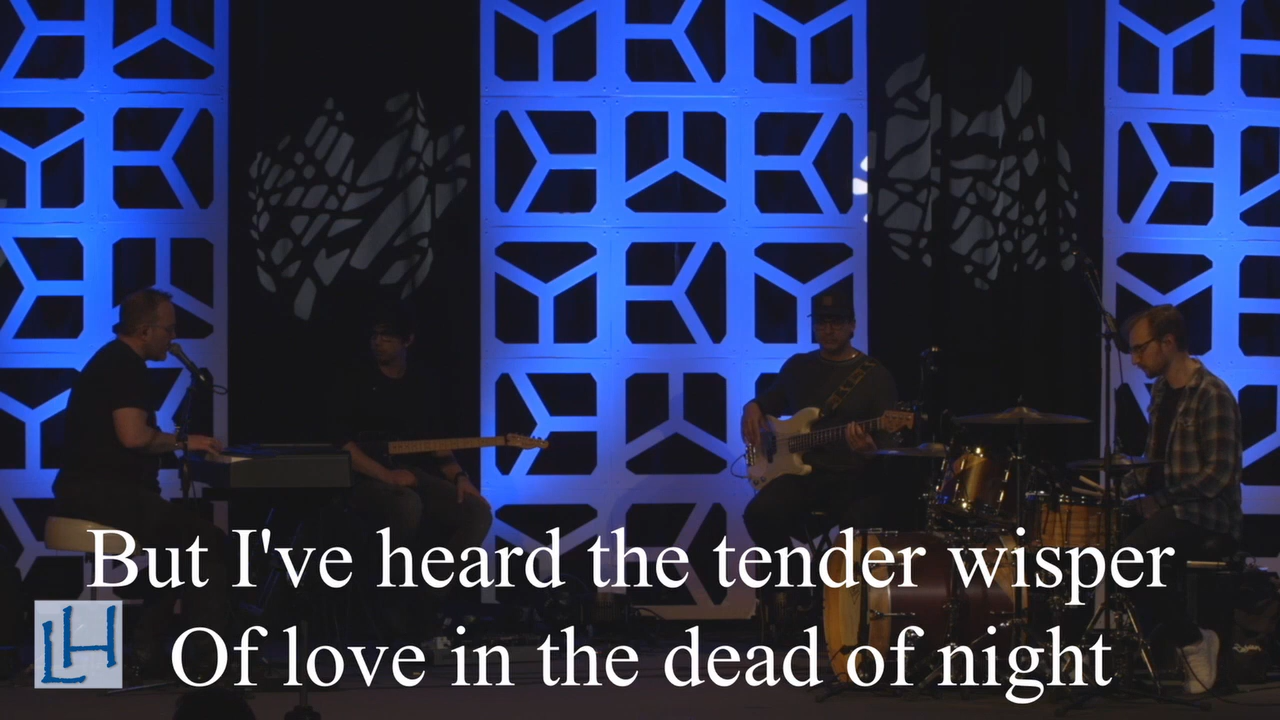 But I've heard the tender wisper
Of love in the dead of night
LH